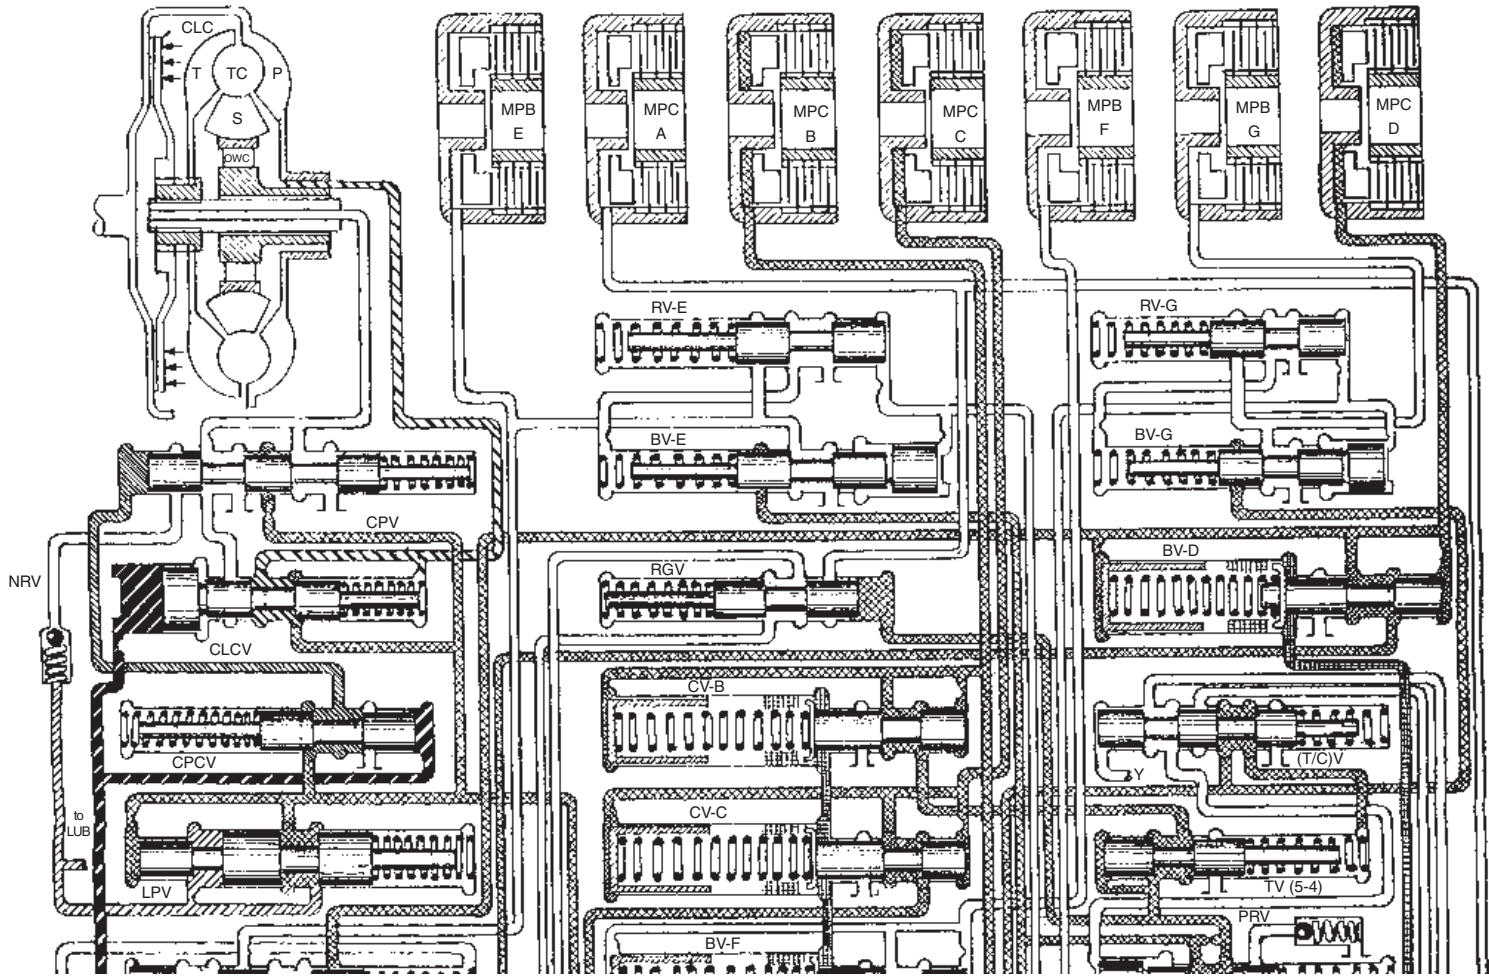 CLC
T
TC
P
S
OWC
MPB
E
MPC
A
MPC
B
MPC
C
MPB
F
MPB
G
MPC
D
RV-E
RV-G
BV-E
BV-G
CPV
NRV
RGV
BV-D
CLCV
CV-B
CPCV
(T/C)V
Y
to
LUB
CV-C
LPV
TV (5-4)
PRV
BV-F